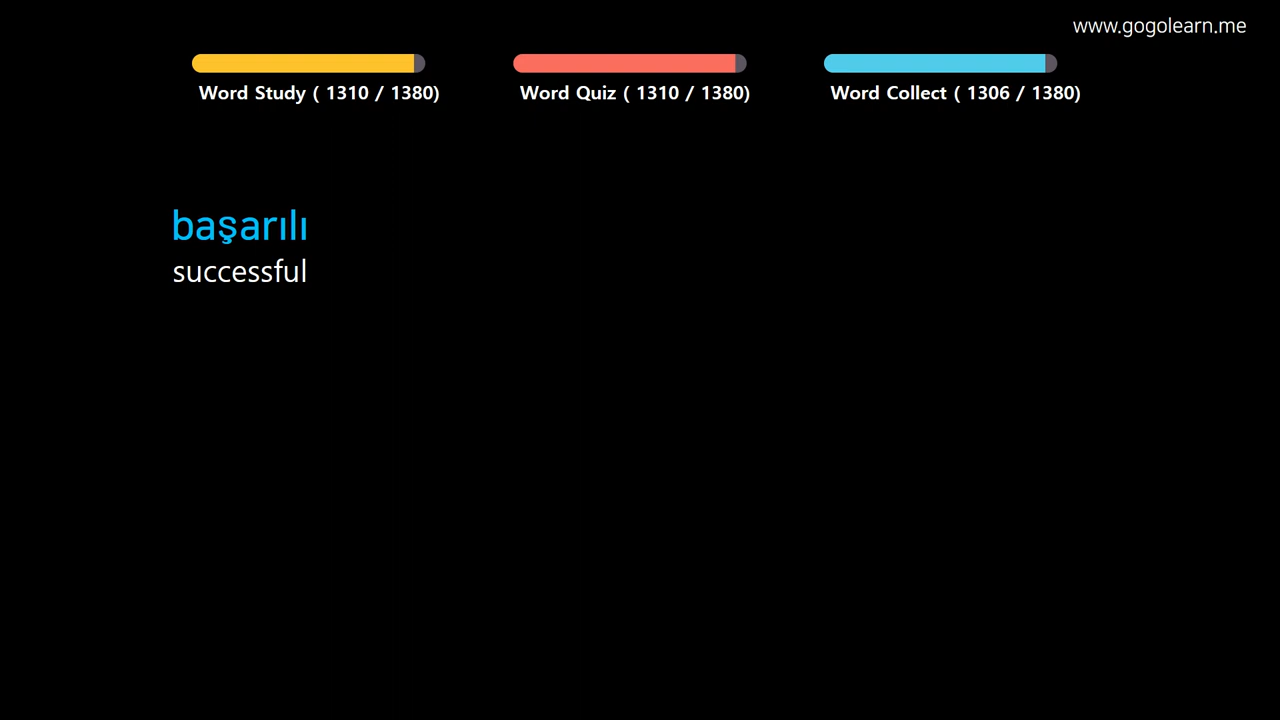 www.gogolearn.me
Word Study ( 1310 / 1380)
Word Quiz ( 1310 / 1380)
Word Collect ( 1306 / 1380)
başarılı
successful